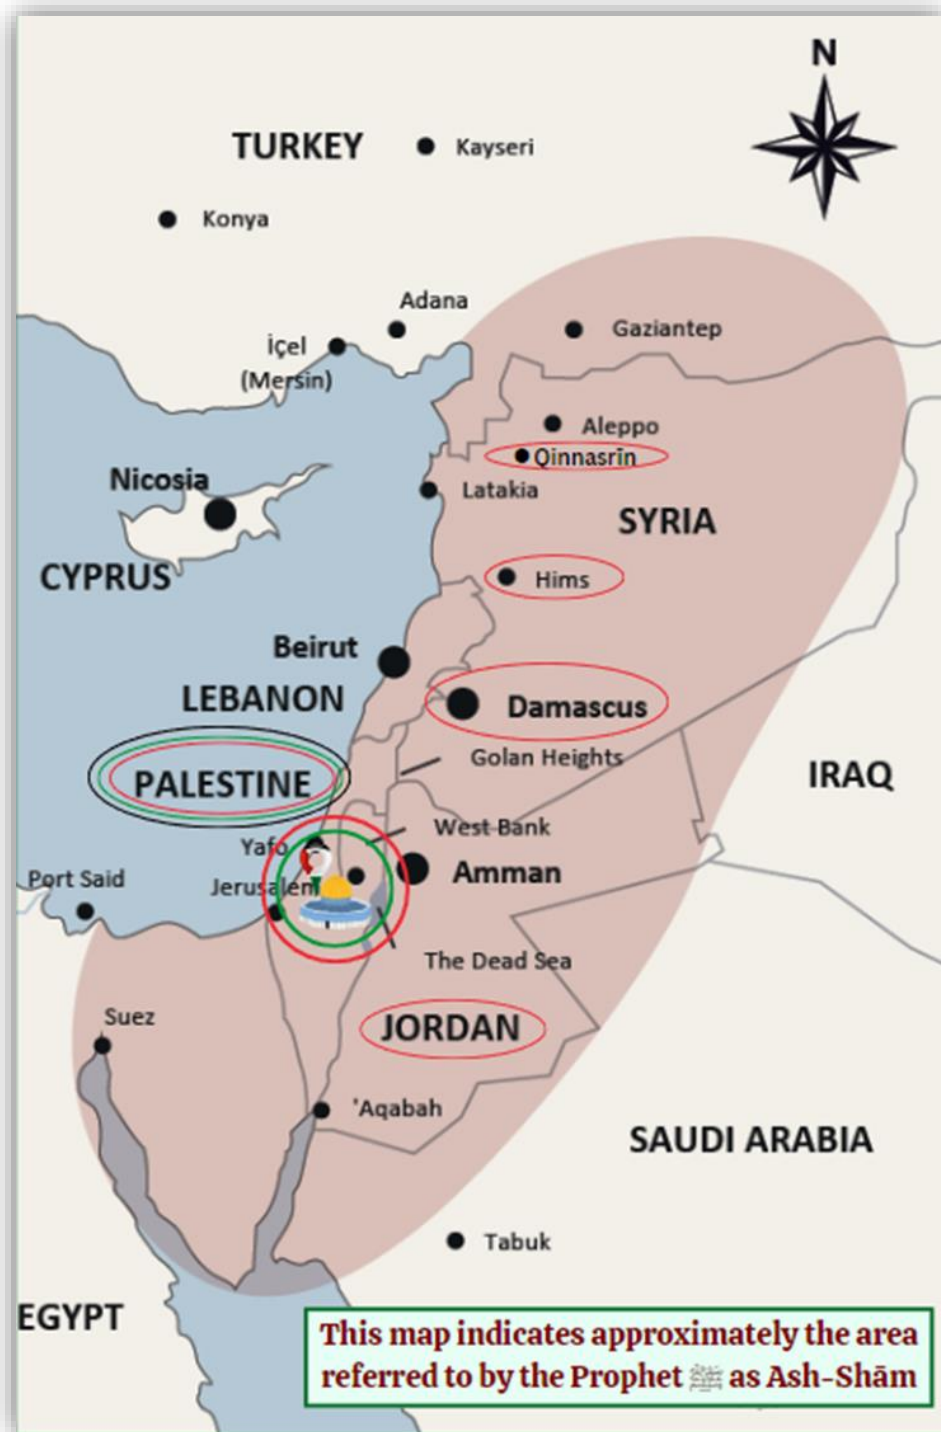 N
TURKEY
Kayseri
Konya
Adana
Gaziantep
İçel
(Mersin)
Aleppo
Qinnasrīn
Nicosia
Latakia
SYRIA
CYPRUS
Hims
Beirut
LEBANON
Damascus
Golan Heights
PALESTINE
IRAQ
West Bank
Yafo
Amman
Port Said
Jerusalem
The Dead Sea
Suez
JORDAN
'Aqabah
SAUDI ARABIA
Tabuk
EGYPT
This map indicates approximately the area
referred to by the Prophet ﷺ as Ash-Shām